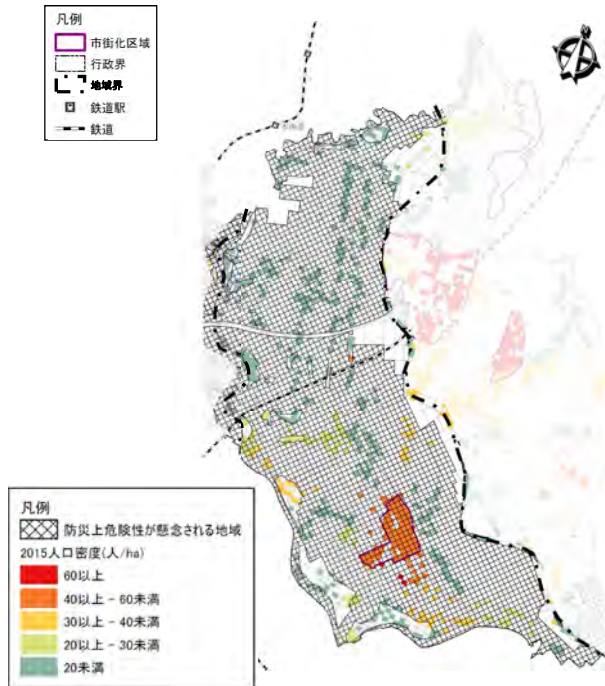 凡例
市街化区域
行政界
地域界
鉄道駅
鉄道
凡例
防災上危険性が懸念される地域
2015人口密度(人/ha)
60以上
40以上 - 60未満
30以上 - 40未満
20以上 - 30未満
20未満